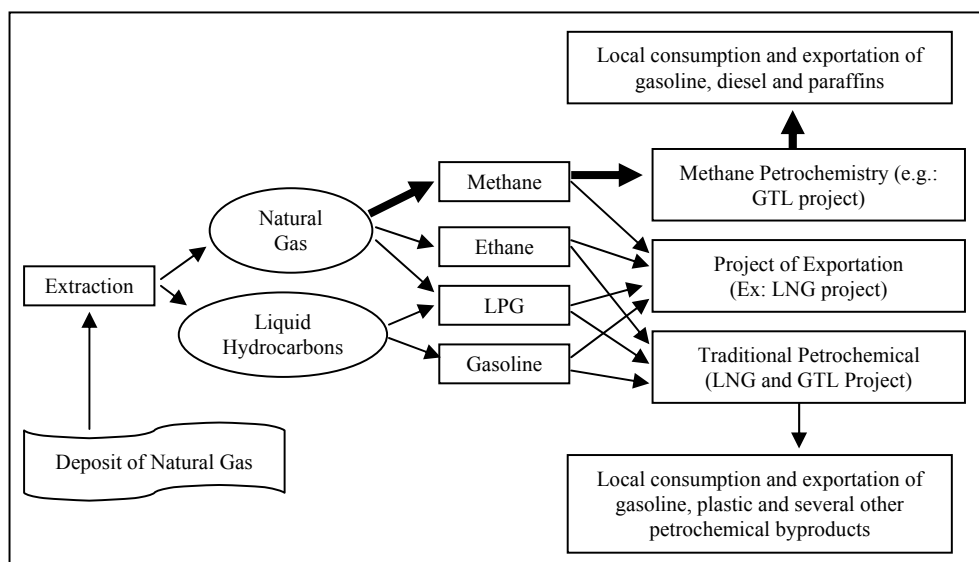 Local consumption and exportation of
gasoline, diesel and paraffins
Methane
Methane Petrochemistry (e.g.:
GTL project)
Natural
Gas
Ethane
Project of Exportation
(Ex: LNG project)
Extraction
LPG
Liquid
Hydrocarbons
Gasoline
Traditional Petrochemical
(LNG and GTL Project)
Deposit of Natural Gas
Local consumption and exportation of
gasoline, plastic and several other
petrochemical byproducts